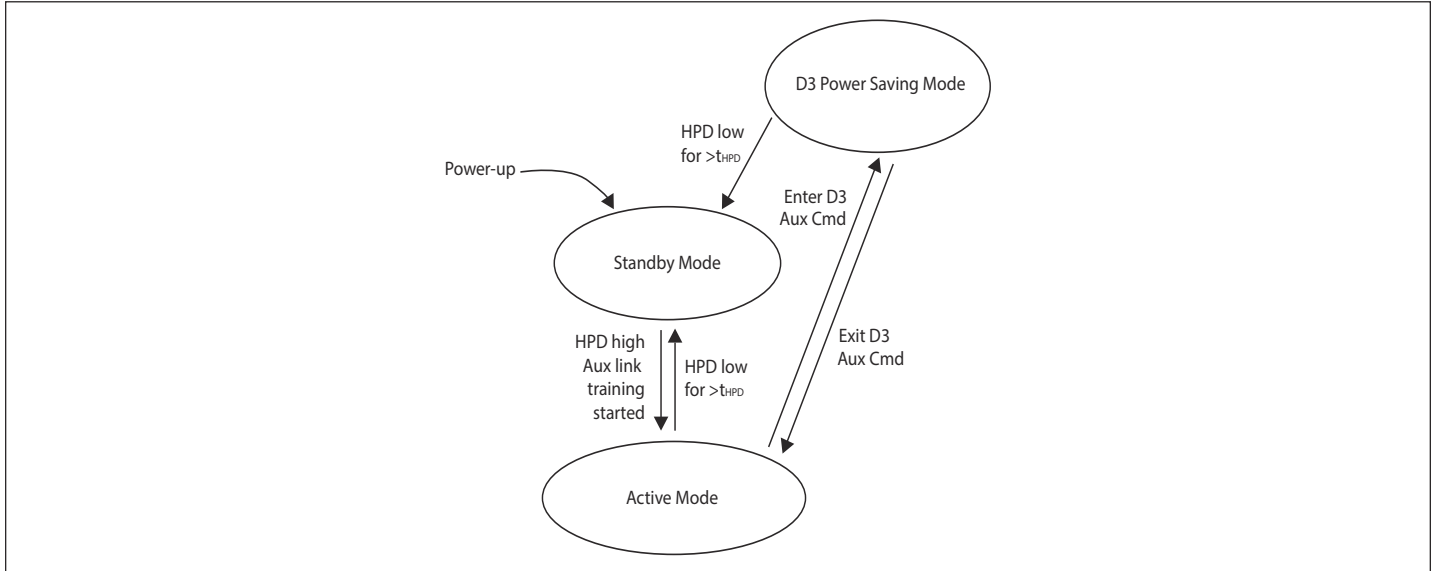 D3 Power Saving Mode
HPD low
for >tHPD
Power-up
Enter D3
Aux Cmd
Standby Mode
HPD high
Aux link
training
started
HPD low
for >tHPD
Exit D3
Aux Cmd
Active Mode